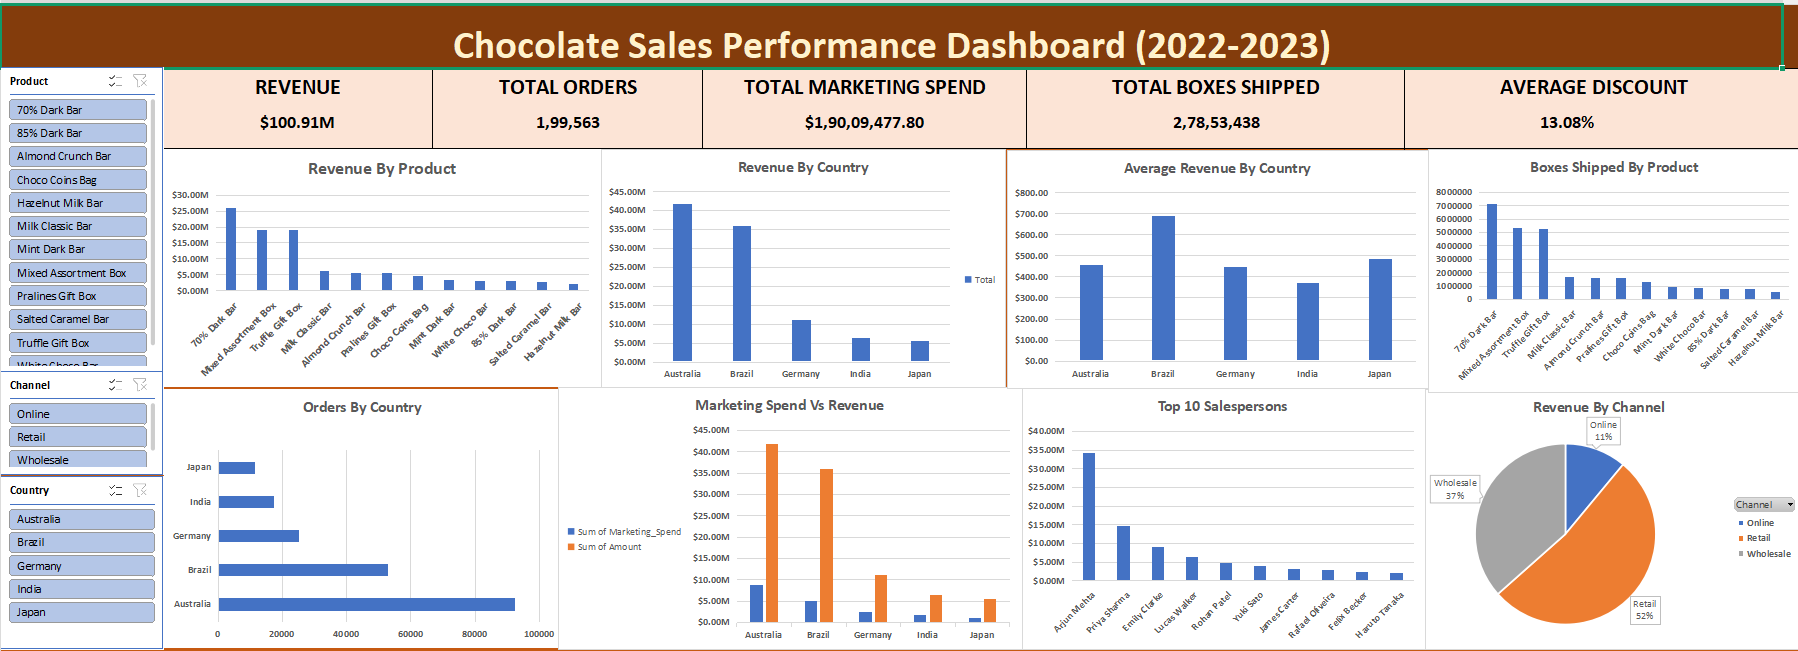 Chocolate Sales Performance Dashboard (2022-2023)
Product
70% Dark Bar
85% Dark Bar
Almond Crunch Bar
Choco Coins Bag
Hazelnut Milk Bar
Milk Classic Bar
Mint Dark Bar
Mixed Assortment Box
Pralines Gift Box
Salted Caramel Bar
Truffle Gift Box
White Choco Bar
Channel
Online
Retail
Wholesale
Country
Australia
Brazil
Germany
India
Japan
REVENUE
$100.91M
TOTAL ORDERS
1,99,563
TOTAL MARKETING SPEND
$1,90,09,477.80
TOTAL BOXES SHIPPED
2,78,53,438
AVERAGE DISCOUNT
13.08%
Revenue By Product
$30.00M
$25.00M
$20.00M
$15.00M
$10.00M
$5.00M
$0.00M
70% Dark Bar
Mixed Assortment Box
Truffle Gift Box
Milk Classic Bar
Almond Crunch Bar
Pralines Gift Box
Choco Coins Bag
Mint Dark Bar
White Choco Bar
85% Dark Bar
Salted Caramel Bar
Hazelnut Milk Bar
Revenue By Country
$45.00M
$40.00M
$35.00M
$30.00M
$25.00M
$20.00M
$15.00M
$10.00M
$5.00M
$0.00M
Australia
Brazil
Germany
India
Japan
Total
Average Revenue By Country
$800.00
$700.00
$600.00
$500.00
$400.00
$300.00
$200.00
$100.00
$0.00
Australia
Brazil
Germany
India
Japan
Boxes Shipped By Product
8000000
7000000
6000000
5000000
4000000
3000000
2000000
1000000
0
70% Dark Bar
Mixed Assortment Box
Truffle Gift Box
Milk Classic Bar
Almond Crunch Bar
Pralines Gift Box
Choco Coins Bag
Mint Dark Bar
White Choco Bar
85% Dark Bar
Salted Caramel Bar
Hazelnut Milk Bar
Orders By Country
Japan
India
Germany
Brazil
Australia
0
20000
40000
60000
80000
100000
Marketing Spend Vs Revenue
Sum of Marketing_Spend
Sum of Amount
$45.00M
$40.00M
$35.00M
$30.00M
$25.00M
$20.00M
$15.00M
$10.00M
$5.00M
$0.00M
Australia
Brazil
Germany
India
Japan
Top 10 Salespersons
$40.00M
$35.00M
$30.00M
$25.00M
$20.00M
$15.00M
$10.00M
$5.00M
$0.00M
Arjun Mehta
Priya Sharma
Emily Clarke
Lucas Walker
Rohan Patel
Yuki Sato
James Carter
Rafael Oliveira
Felix Becker
Haruto Tanaka
Revenue By Channel
Online
11%
Wholesale
37%
Retail
52%
Channel
Online
Retail
Wholesale